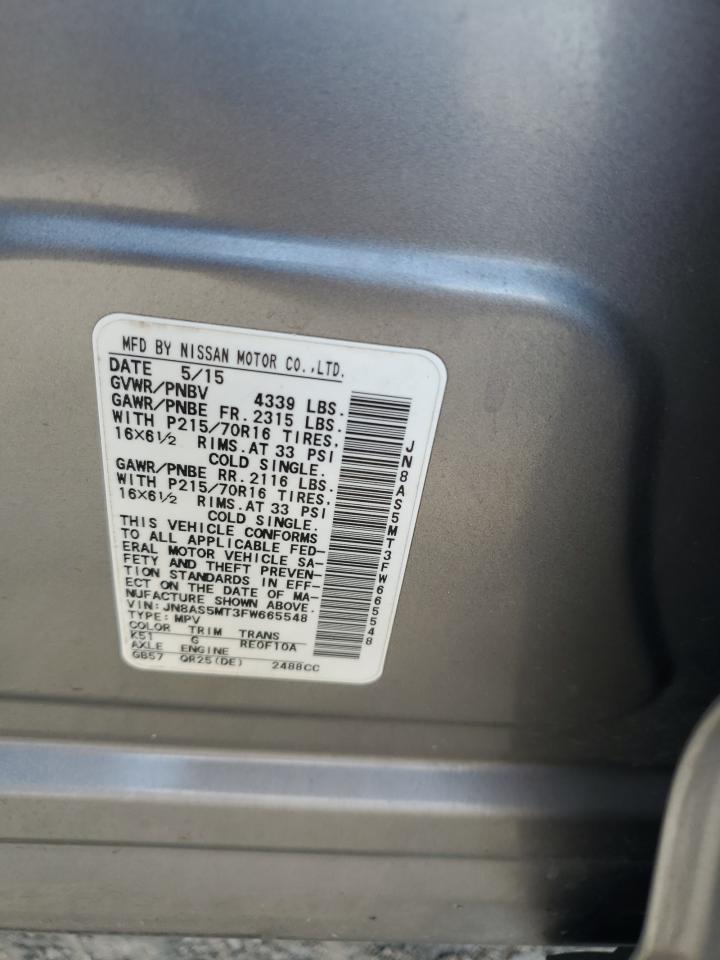 MFD BY NISSAN MOTOR CO.,LTD.
DATE 5/15
GVWR/PNBV 4339 LBS.
GAWR/PNBE FR. 2315 LBS.
WITH P215/70R16 TIRES.
16×6½ RIMS. AT 33 PSI
COLD SINGLE.
GAWR/PNBE RR. 2116 LBS.
WITH P215/70R16 TIRES.
16×6½ RIMS. AT 33 PSI
COLD SINGLE.
THIS VEHICLE CONFORMS
TO ALL APPLICABLE FED-
ERAL MOTOR VEHICLE SA-
FETY AND THEFT PREVEN-
TION STANDARDS IN EFF-
ECT ON THE DATE OF MA-
NUFACTURE SHOWN ABOVE.
VIN: JN8AS5MT3FW665548
TYPE: MPV
COLOR TRIM TRANS
K51 G RE0F10A
AXLE ENGINE
GB57 QR25(DE) 2488CC
JN8AS5MT3FW665548